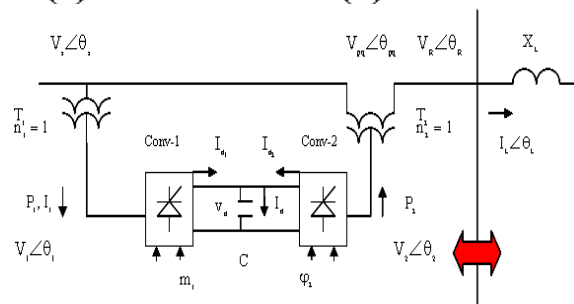 V_s∠θ_s
V_pq∠θ_pq
V_R∠θ_R
X_L
T_1
n_1 = 1
T_2
n_2 = 1
Conv-1
I_d1
I_d2
Conv-2
I_L∠θ_L
P_1, I_1
V_d
I_d
P_2
V_1∠θ_1
V_2∠θ_2
m_1
C
φ_2